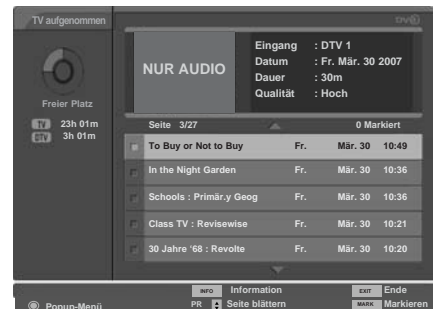 TV aufgenommen
DVR
NUR AUDIO
Eingang : DTV 1
Datum : Fr. Mär. 30 2007
Dauer : 30m
Qualität : Hoch
Freier Platz
TV 23h 01m
DTV 3h 01m
Seite 3/27 0 Markiert
To Buy or Not to Buy Fr. Mär. 30 10:49
In the Night Garden Fr. Mär. 30 10:36
Schools : Primär.y Geog Fr. Mär. 30 10:36
Class TV : Revisewise Fr. Mär. 30 10:21
30 Jahre '68 : Revolte Fr. Mär. 30 10:20
INFO Information EXIT Ende
Popup-Menü PR Seite blättern MARK Markieren